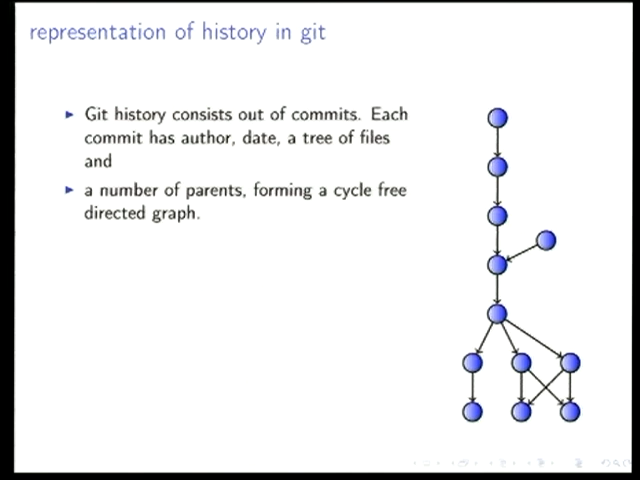 representation of history in git
▶ Git history consists out of commits. Each
commit has author, date, a tree of files
and
▶ a number of parents, forming a cycle free
directed graph.